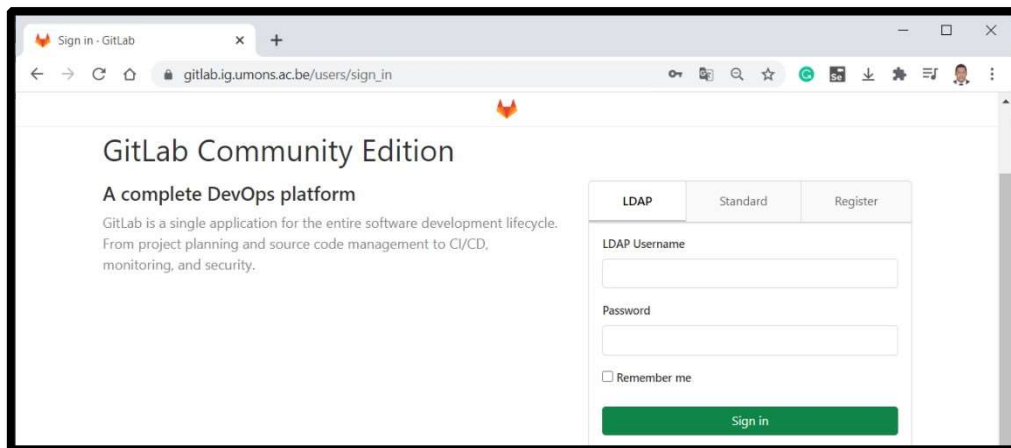 Sign in · GitLab
gitlab.ig.umons.ac.be/users/sign_in
Se
GitLab Community Edition
A complete DevOps platform
GitLab is a single application for the entire software development lifecycle.
From project planning and source code management to CI/CD,
monitoring, and security.
LDAP Standard Register
LDAP Username
Password
Remember me
Sign in